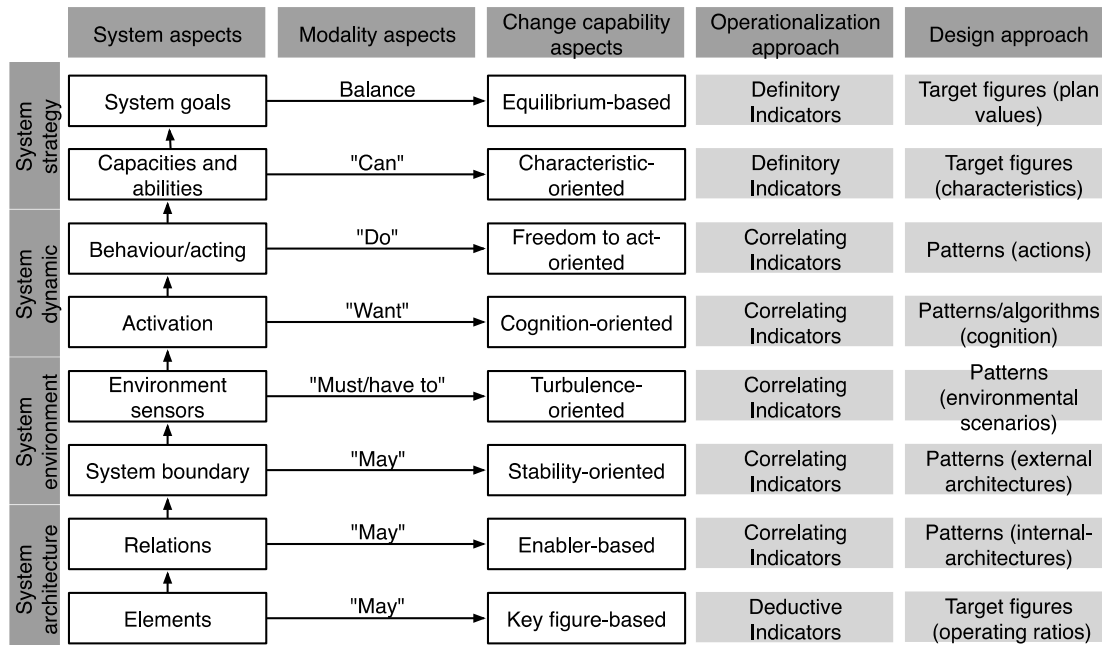 System aspects
Modality aspects
Change capability
aspects
Operationalization
approach
Design approach
System
strategy
System goals
Balance
Equilibrium-based
Definitory
Indicators
Target figures (plan
values)
Capacities and
abilities
"Can"
Characteristic-
oriented
Definitory
Indicators
Target figures
(characteristics)
System
dynamic
Behaviour/acting
"Do"
Freedom to act-
oriented
Correlating
Indicators
Patterns (actions)
Activation
"Want"
Cognition-oriented
Correlating
Indicators
Patterns/algorithms
(cognition)
System
environment
Environment
sensors
"Must/have to"
Turbulence-
oriented
Correlating
Indicators
Patterns
(environmental
scenarios)
System boundary
"May"
Stability-oriented
Correlating
Indicators
Patterns (external
architectures)
System
architecture
Relations
"May"
Enabler-based
Correlating
Indicators
Patterns (internal-
architectures)
Elements
"May"
Key figure-based
Deductive
Indicators
Target figures
(operating ratios)